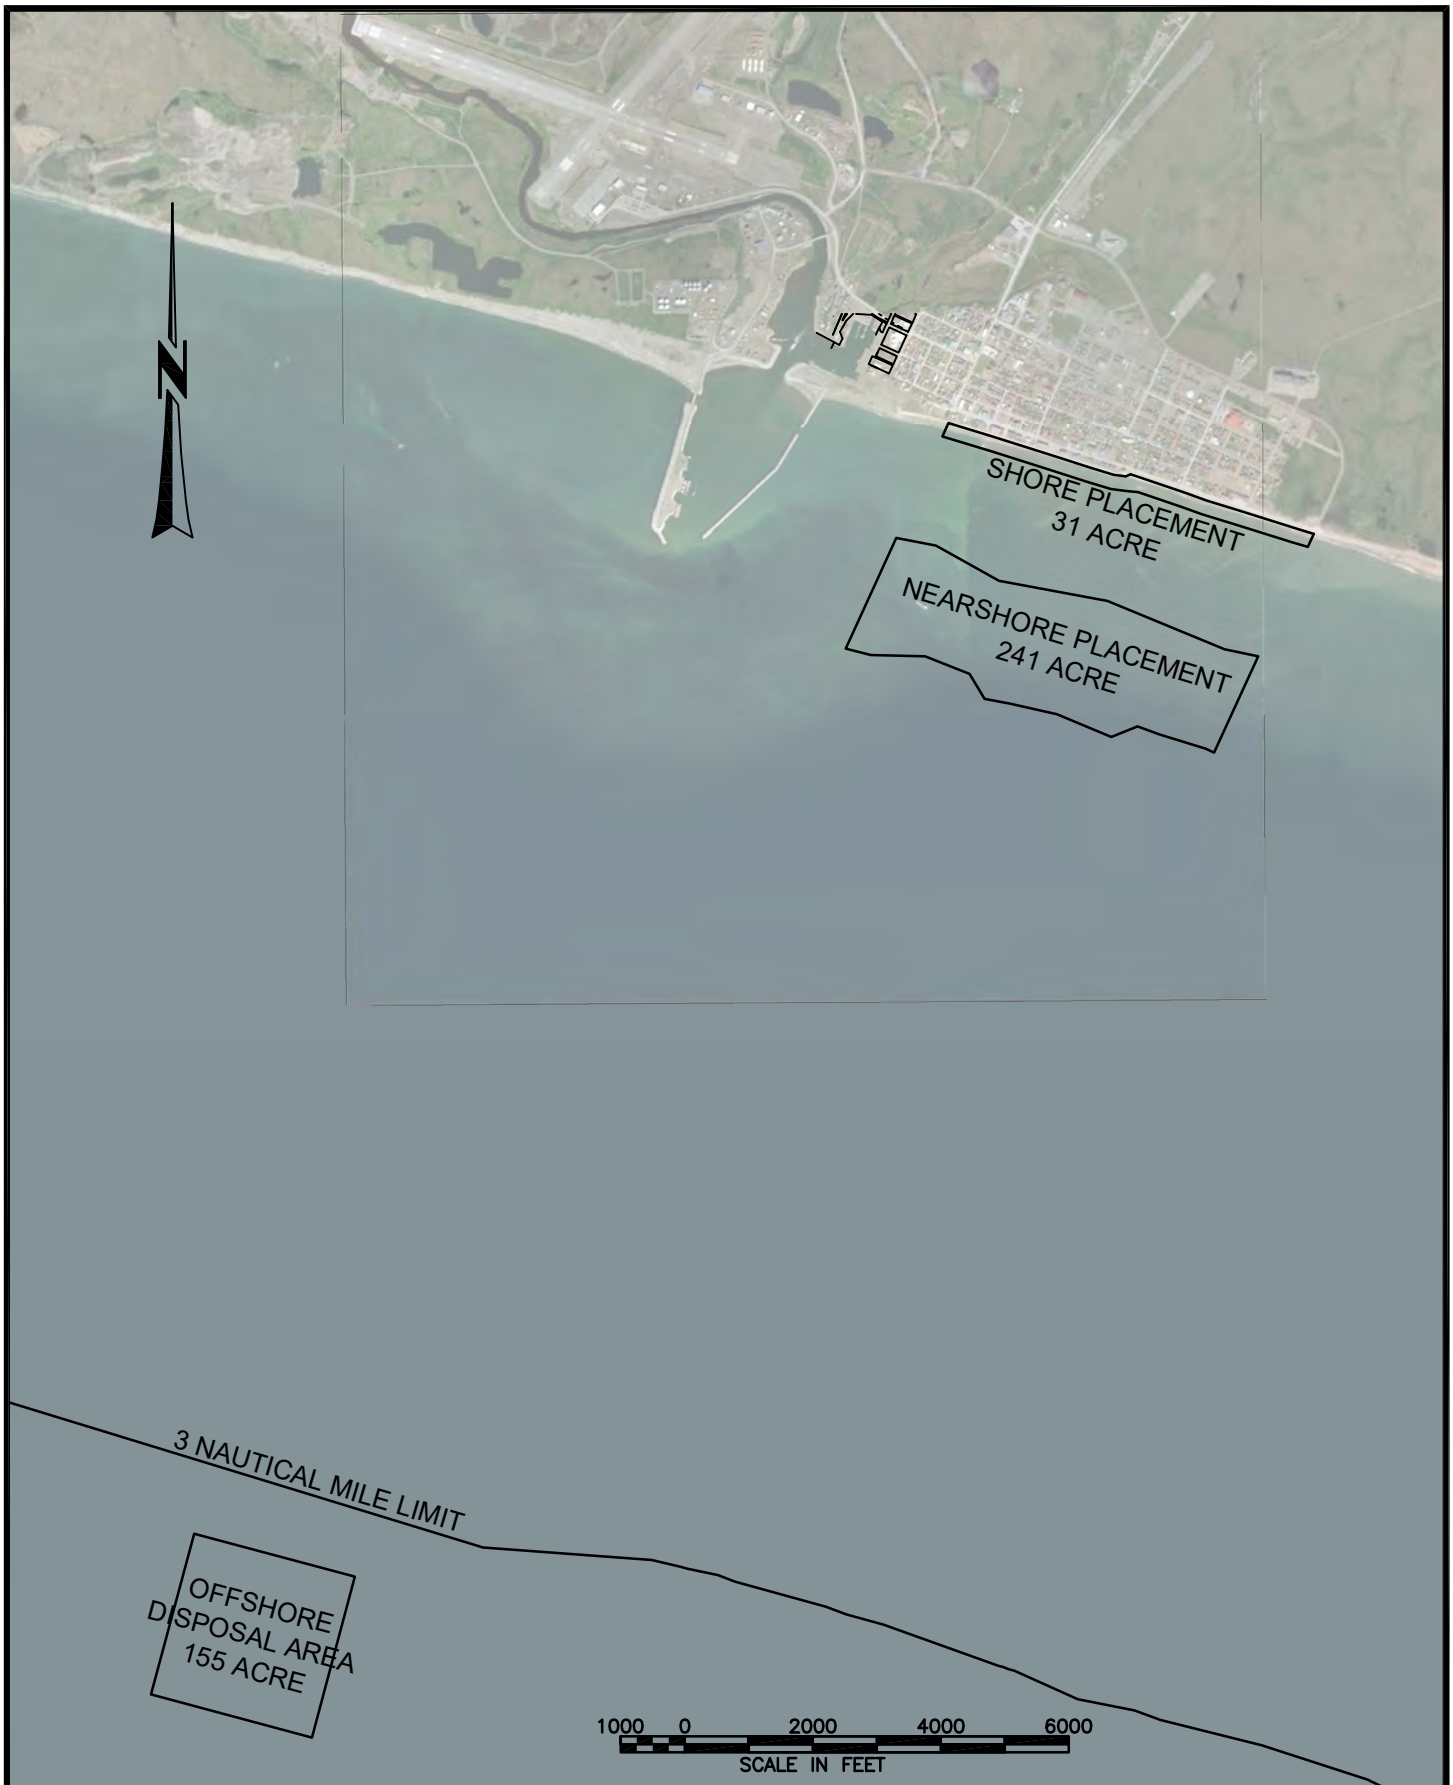 N
SHORE PLACEMENT
31 ACRE
NEARSHORE PLACEMENT
241 ACRE
3 NAUTICAL MILE LIMIT
OFFSHORE
DISPOSAL AREA
155 ACRE
1000 0 2000 4000 6000
SCALE IN FEET